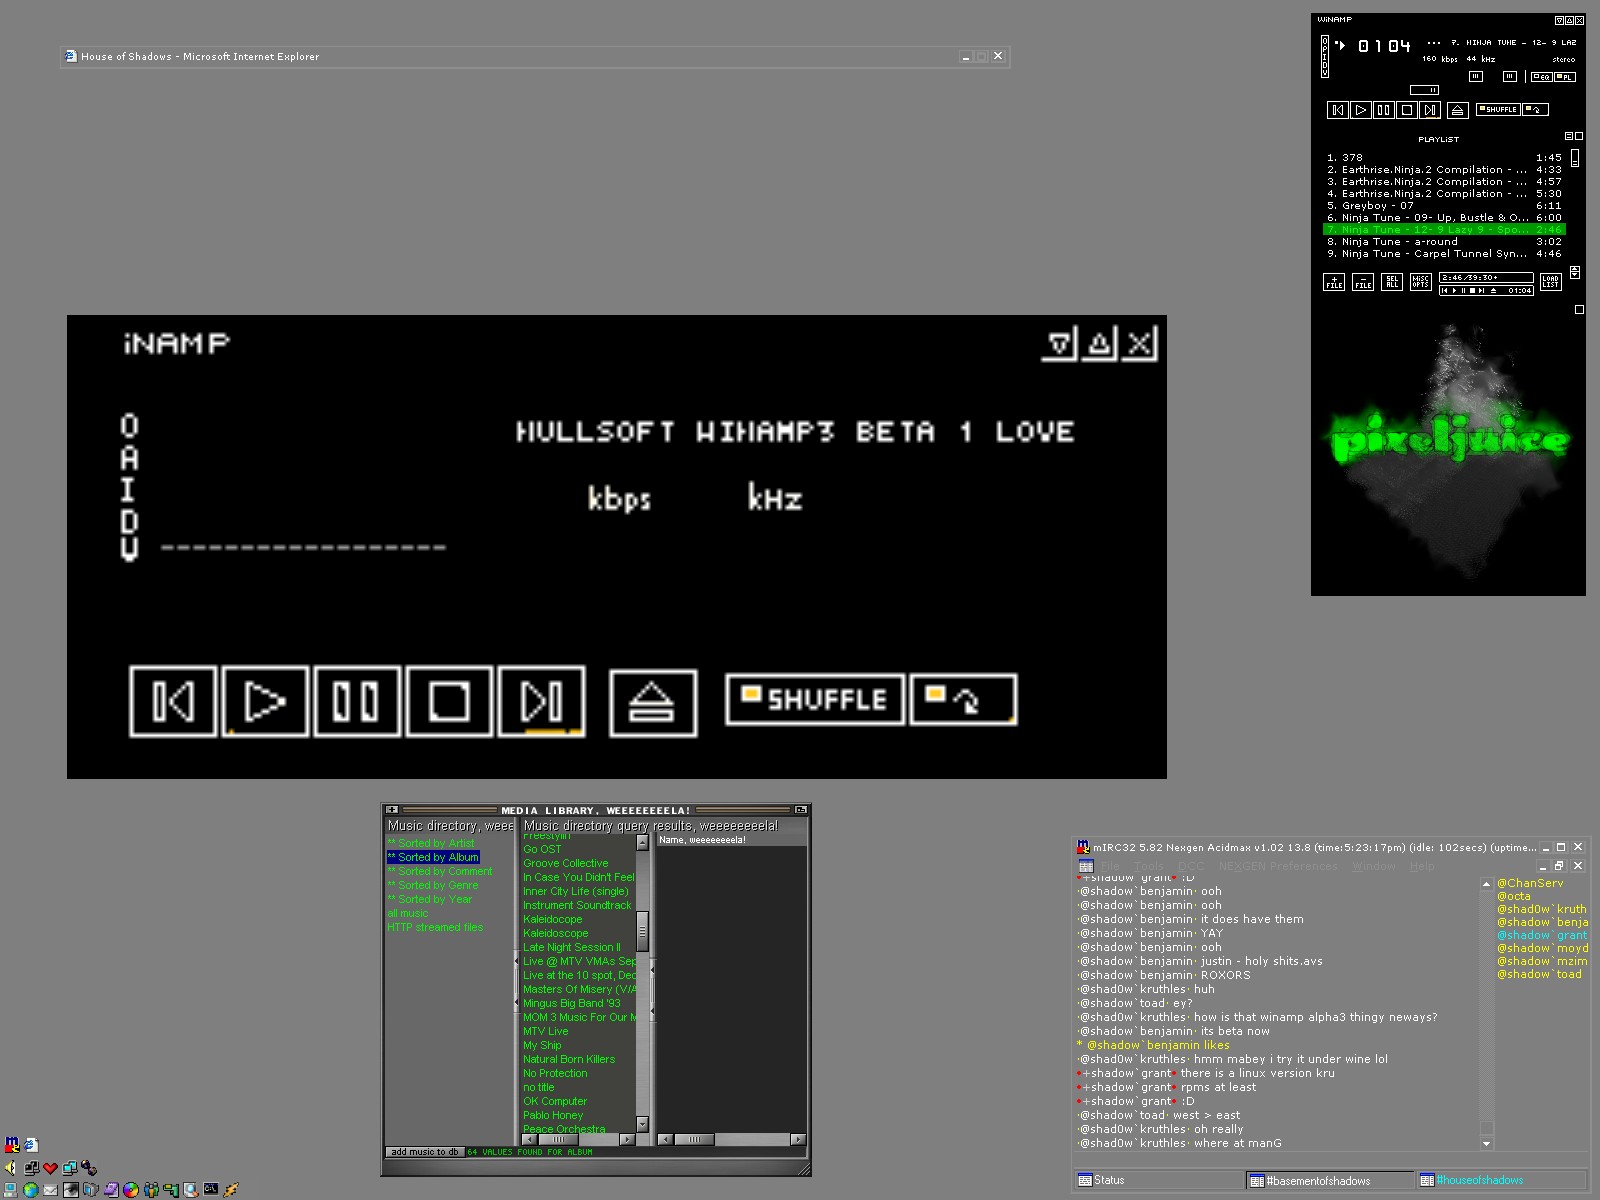 House of Shadows - Microsoft Internet Explorer
WiNAMP
O
P
I
D
V
0104
7. NINJA TUNE - 12- 9 LAZ
160 kbps 44 kHz
stereo
EQ PL
SHUFFLE
PLAYLiST
1. 378 1:45
2. Earthrise.Ninja.2 Compilation - ... 4:33
3. Earthrise.Ninja.2 Compilation - ... 4:57
4. Earthrise.Ninja.2 Compilation - ... 5:30
5. Greyboy - 07 6:11
6. Ninja Tune - 09- Up, Bustle & O... 6:00
7. Ninja Tune - 12- 9 Lazy 9 - Spo... 2:46
8. Ninja Tune - a-round 3:02
9. Ninja Tune - Carpel Tunnel Syn... 4:46
+ FILE
- FILE
SEL ALL
MISC OPTS
2:46/39:30+
01:04
LOAD LIST
pixeljuice
iNAMP
O
A
I
D
V
NULLSOFT WINAMP3 BETA 1 LOVE
kbps kHz
SHUFFLE
MEDIA LIBRARY, WEEEEEEELA!
Music directory, weee
** Sorted by Artist
** Sorted by Album
** Sorted by Comment
** Sorted by Genre
** Sorted by Year
all music
HTTP streamed files
Music directory query results, weeeeeeela!
Freestylin'
Go OST
Groove Collective
In Case You Didn't Feel
Inner City Life (single)
Instrument Soundtrack
Kaleidocope
Kaleidoscope
Late Night Session II
Live @ MTV VMAs Sep
Live at the 10 spot, Dec
Masters Of Misery (V/A
Mingus Big Band '93
MOM 3 Music For Our M
MTV Live
My Ship
Natural Born Killers
No Protection
no title
OK Computer
Pablo Honey
Peace Orchestra
Name, weeeeeeela!
add music to db
64 VALUES FOUND FOR ALBUM
mIRC32 5.82 Nexgen Acidmax v1.02 13.8 (time:5:23:17pm) (idle: 102secs) (uptime...
File Tools DCC NEXGEN Preferences Window Help
•+shadow`grant• :D
·@shadow`benjamin· ooh
·@shadow`benjamin· ooh
·@shadow`benjamin· it does have them
·@shadow`benjamin· YAY
·@shadow`benjamin· ooh
·@shadow`benjamin· justin - holy shits.avs
·@shadow`benjamin· ROXORS
·@shad0w`kruthles· huh
·@shadow`toad· ey?
·@shad0w`kruthles· how is that winamp alpha3 thingy neways?
·@shadow`benjamin· its beta now
* @shadow`benjamin likes
·@shad0w`kruthles· hmm mabey i try it under wine lol
•+shadow`grant• there is a linux version kru
•+shadow`grant• rpms at least
•+shadow`grant• :D
·@shadow`toad· west > east
·@shad0w`kruthles· oh really
·@shad0w`kruthles· where at manG
@ChanServ
@octa
@shad0w`kruth
@shadow`benja
@shadow`grant
@shadow`moyd
@shadow`mzim
@shadow`toad
Status
#basementofshadows
#houseofshadows